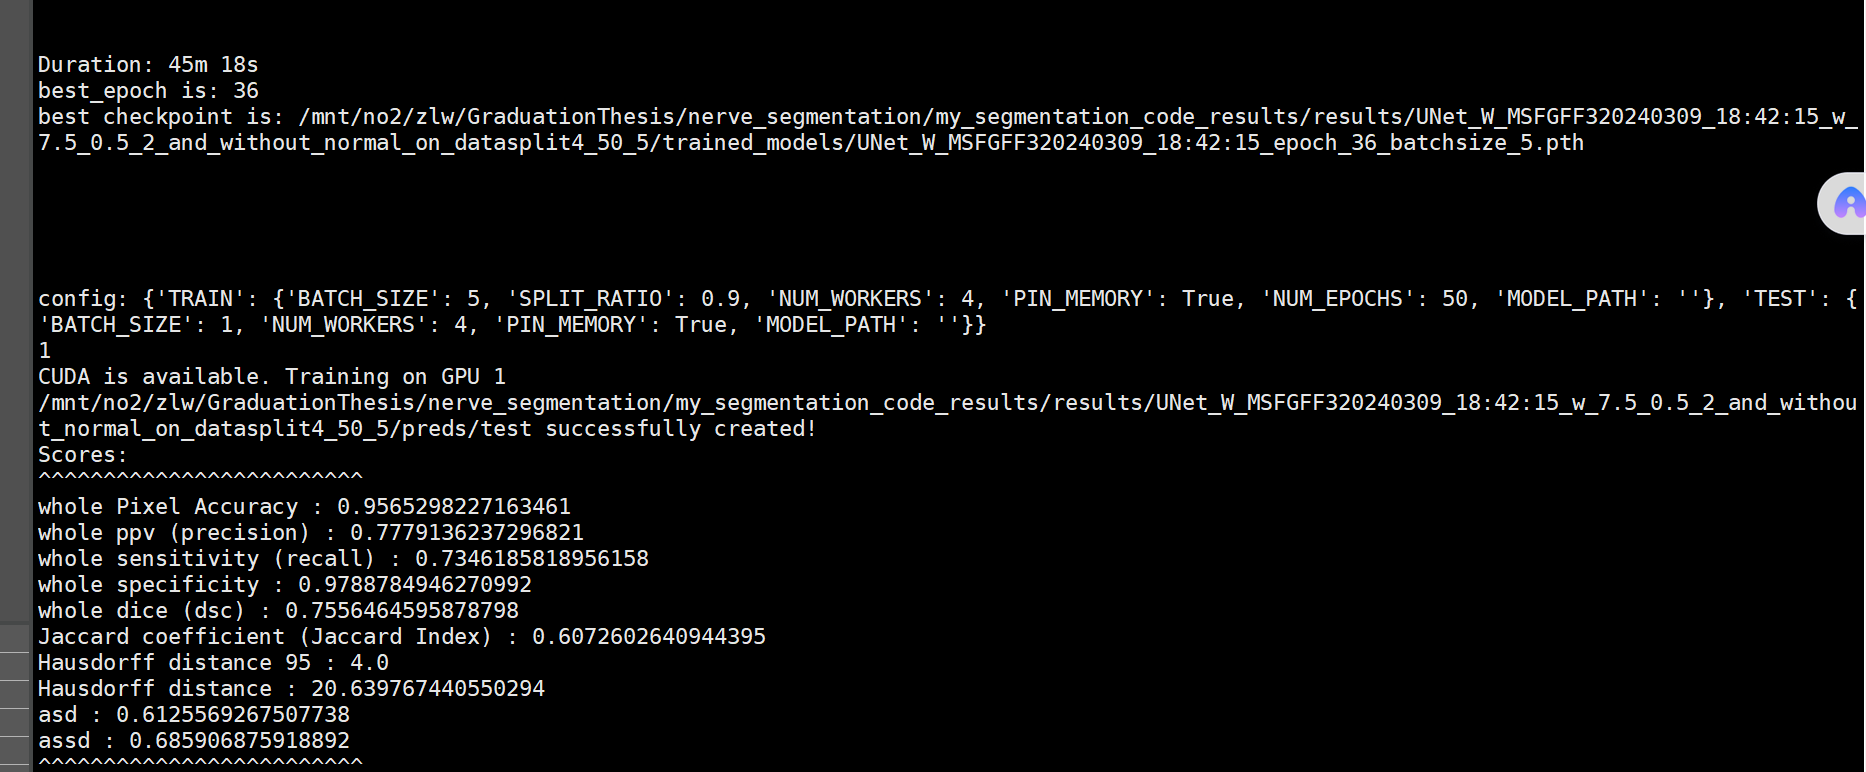 Duration: 45m 18s
best_epoch is: 36
best checkpoint is: /mnt/no2/zlw/GraduationThesis/nerve_segmentation/my_segmentation_code_results/results/UNet_W_MSFGFF320240309_18:42:15_w_
7.5_0.5_2_and_without_normal_on_datasplit4_50_5/trained_models/UNet_W_MSFGFF320240309_18:42:15_epoch_36_batchsize_5.pth
config: {'TRAIN': {'BATCH_SIZE': 5, 'SPLIT_RATIO': 0.9, 'NUM_WORKERS': 4, 'PIN_MEMORY': True, 'NUM_EPOCHS': 50, 'MODEL_PATH': ''}, 'TEST': {
'BATCH_SIZE': 1, 'NUM_WORKERS': 4, 'PIN_MEMORY': True, 'MODEL_PATH': ''}}
1
CUDA is available. Training on GPU 1
/mnt/no2/zlw/GraduationThesis/nerve_segmentation/my_segmentation_code_results/results/UNet_W_MSFGFF320240309_18:42:15_w_7.5_0.5_2_and_withou
t_normal_on_datasplit4_50_5/preds/test successfully created!
Scores:
^^^^^^^^^^^^^^^^^^^^^^^^^
whole Pixel Accuracy : 0.9565298227163461
whole ppv (precision) : 0.7779136237296821
whole sensitivity (recall) : 0.7346185818956158
whole specificity : 0.9788784946270992
whole dice (dsc) : 0.7556464595878798
Jaccard coefficient (Jaccard Index) : 0.6072602640944395
Hausdorff distance 95 : 4.0
Hausdorff distance : 20.639767440550294
asd : 0.6125569267507738
assd : 0.685906875918892
^^^^^^^^^^^^^^^^^^^^^^^^^